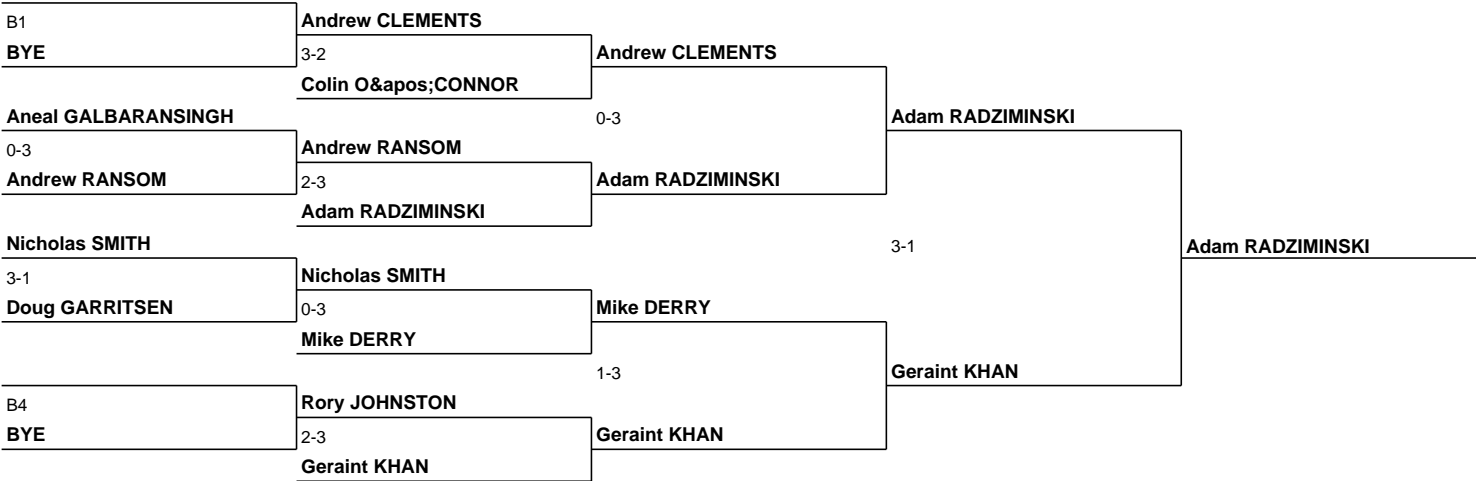 B1
BYE
Andrew CLEMENTS
3-2
Colin O&apos;CONNOR
Andrew CLEMENTS
Aneal GALBARANSINGH
0-3
Andrew RANSOM
Andrew RANSOM
2-3
Adam RADZIMINSKI
0-3
Adam RADZIMINSKI
Adam RADZIMINSKI
Nicholas SMITH
3-1
Doug GARRITSEN
Nicholas SMITH
0-3
Mike DERRY
Mike DERRY
B4
BYE
Rory JOHNSTON
2-3
Geraint KHAN
1-3
Geraint KHAN
Geraint KHAN
3-1
Adam RADZIMINSKI